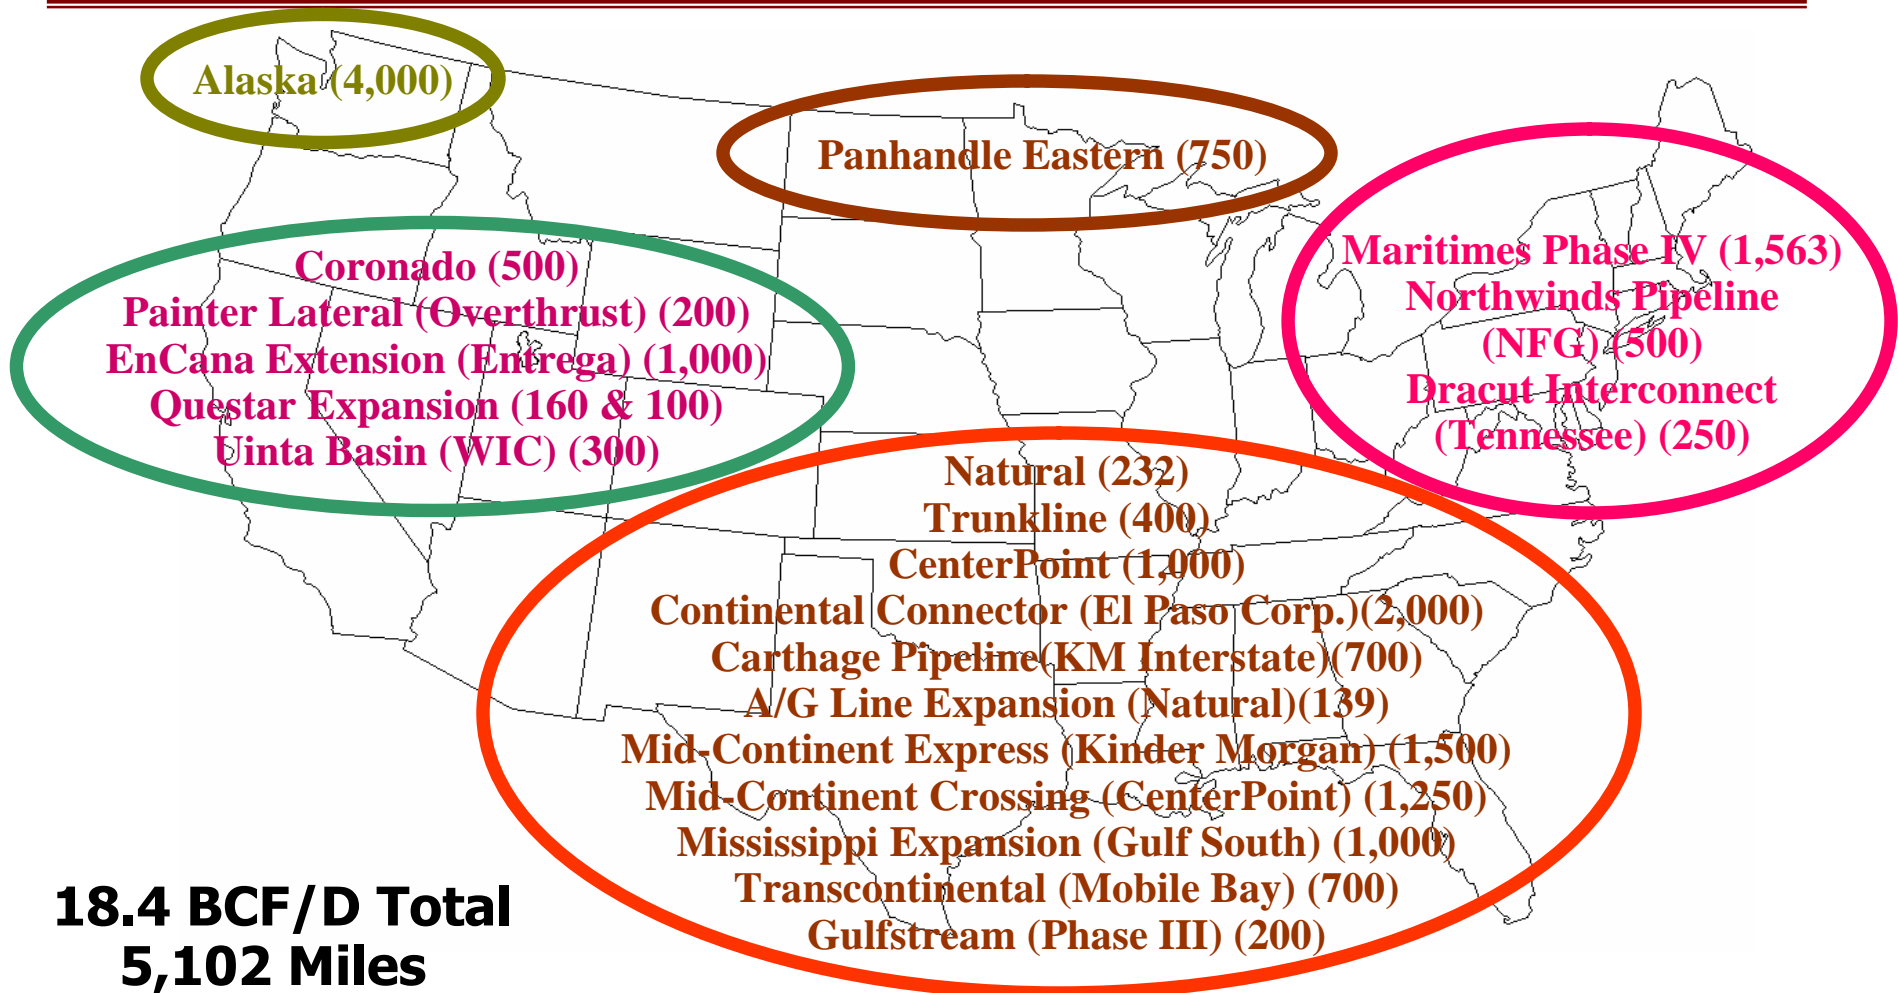 Alaska (4,000)
Panhandle Eastern (750)
Coronado (500)
Painter Lateral (Overthrust) (200)
EnCana Extension (Entrega) (1,000)
Questar Expansion (160 & 100)
Uinta Basin (WIC) (300)
Maritimes Phase IV (1,563)
Northwinds Pipeline
(NFG) (500)
Dracut Interconnect
(Tennessee) (250)
Natural (232)
Trunkline (400)
CenterPoint (1,000)
Continental Connector (El Paso Corp.)(2,000)
Carthage Pipeline(KM Interstate)(700)
A/G Line Expansion (Natural)(139)
Mid-Continent Express (Kinder Morgan) (1,500)
Mid-Continent Crossing (CenterPoint) (1,250)
Mississippi Expansion (Gulf South) (1,000)
Transcontinental (Mobile Bay) (700)
Gulfstream (Phase III) (200)
18.4 BCF/D Total
5,102 Miles